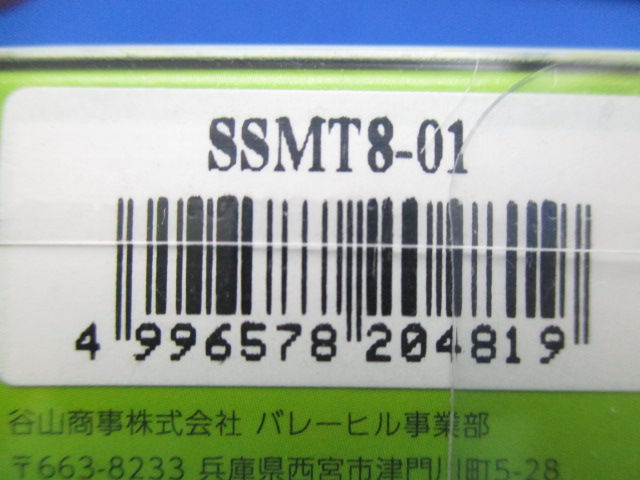 SSMT8-01
4 996578 204819
谷山商事株式会社 バレーヒル事業部
〒663-8233 兵庫県西宮市津門川町5-28